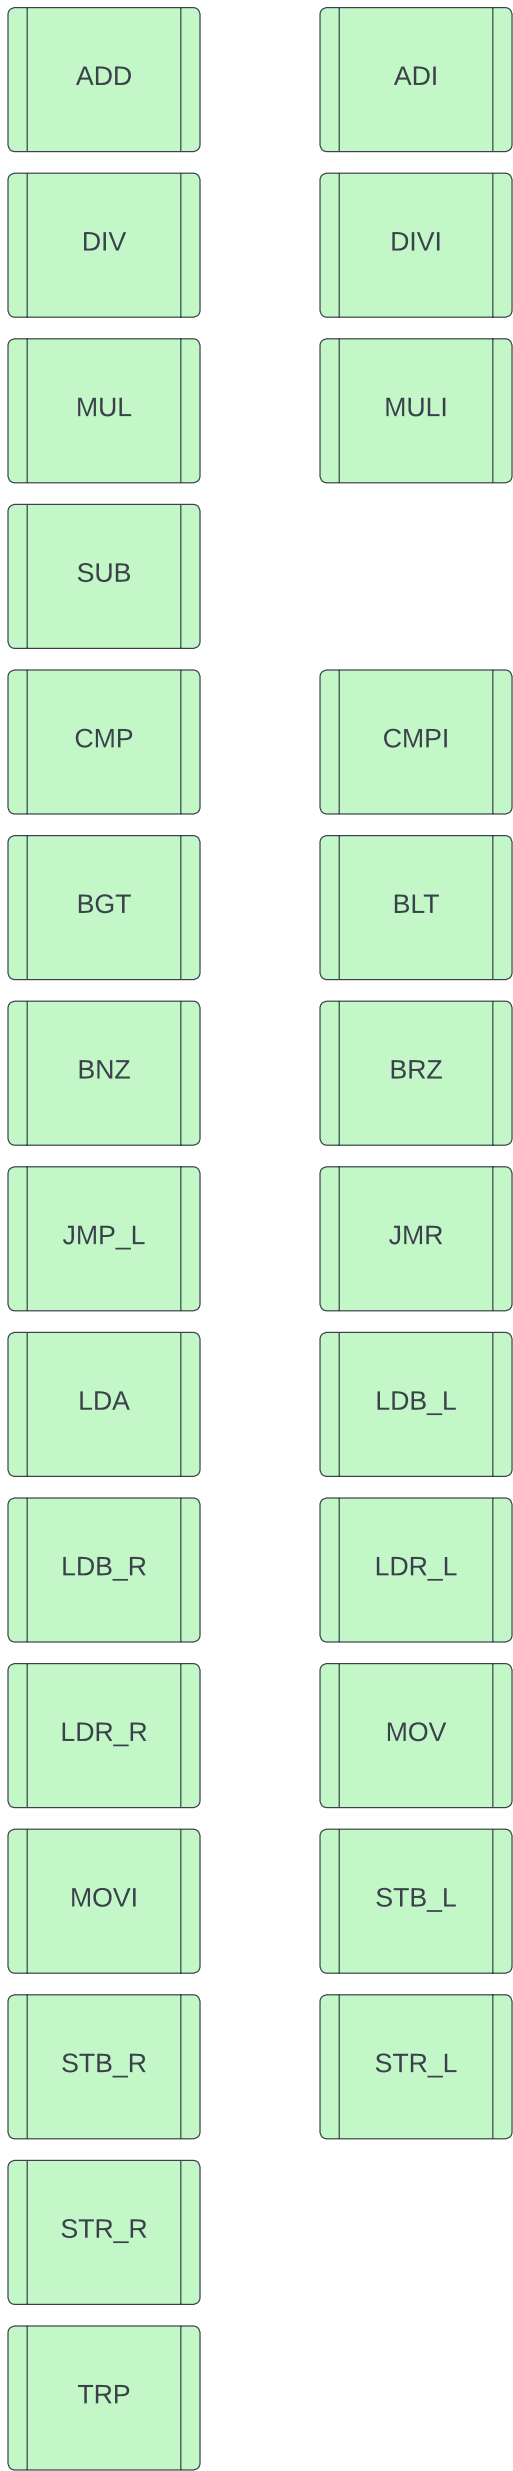 ADD
ADI
DIV
DIVI
MUL
MULI
SUB
CMP
CMPI
BGT
BLT
BNZ
BRZ
JMP_L
JMR
LDA
LDB_L
LDB_R
LDR_L
LDR_R
MOV
MOVI
STB_L
STB_R
STR_L
STR_R
TRP